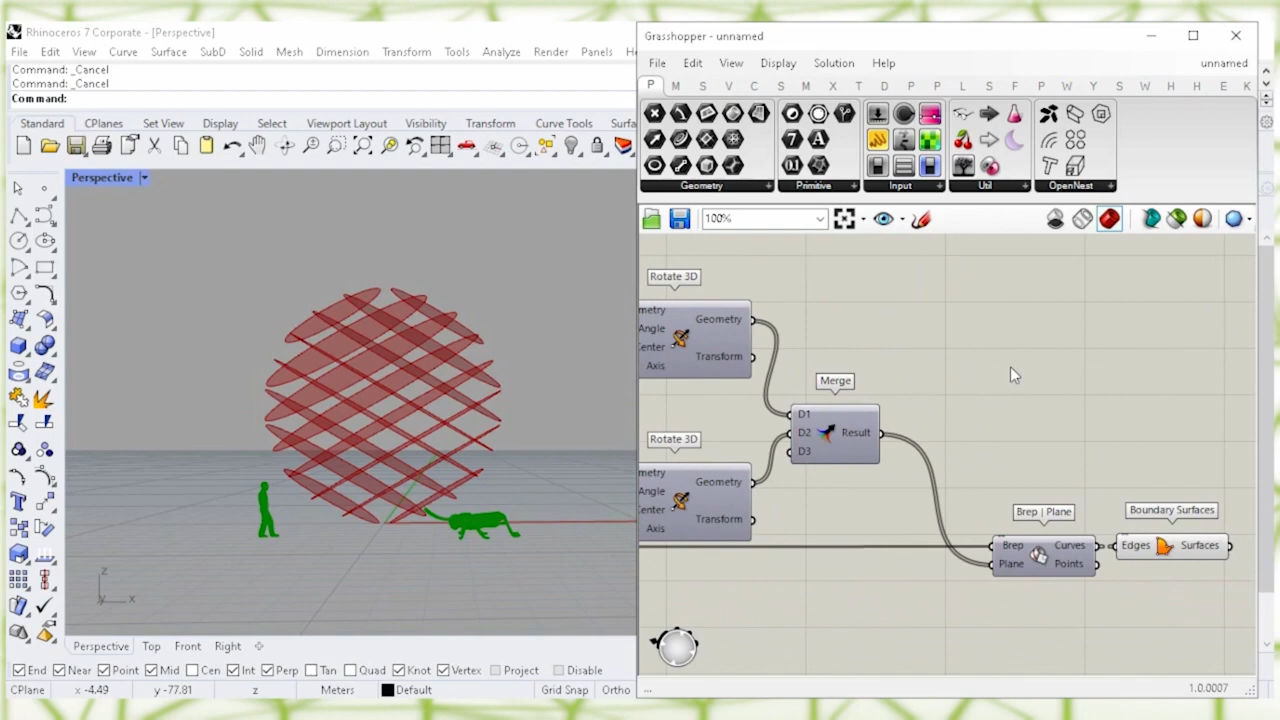 Rhinoceros 7 Corporate - [Perspective]
File Edit View Curve Surface SubD Solid Mesh Dimension Transform Tools Analyze Render Panels
Command: _Cancel
Command: _Cancel
Command:
Standard CPlanes Set View Display Select Viewport Layout Visibility Transform Curve Tools Surfa
Perspective
z
y
x
Perspective Top Front Right
End Near Point Mid Cen Int Perp Tan Quad Knot Vertex Project Disable
CPlane x -4.49 y -77.81 z Meters Default Grid Snap Ortho
Grasshopper - unnamed
File Edit View Display Solution Help unnamed
P M S V C S M X D P P L S F P W Y S W H H E K
Geometry Primitive Input Util OpenNest
100%
Rotate 3D
metry Geometry
Angle
Center Transform
Axis
Merge
D1
D2 Result
D3
Rotate 3D
metry Geometry
Angle
Center Transform
Axis
Brep | Plane
Brep Curves
Plane Points
Boundary Surfaces
Edges Surfaces
1.0.0007